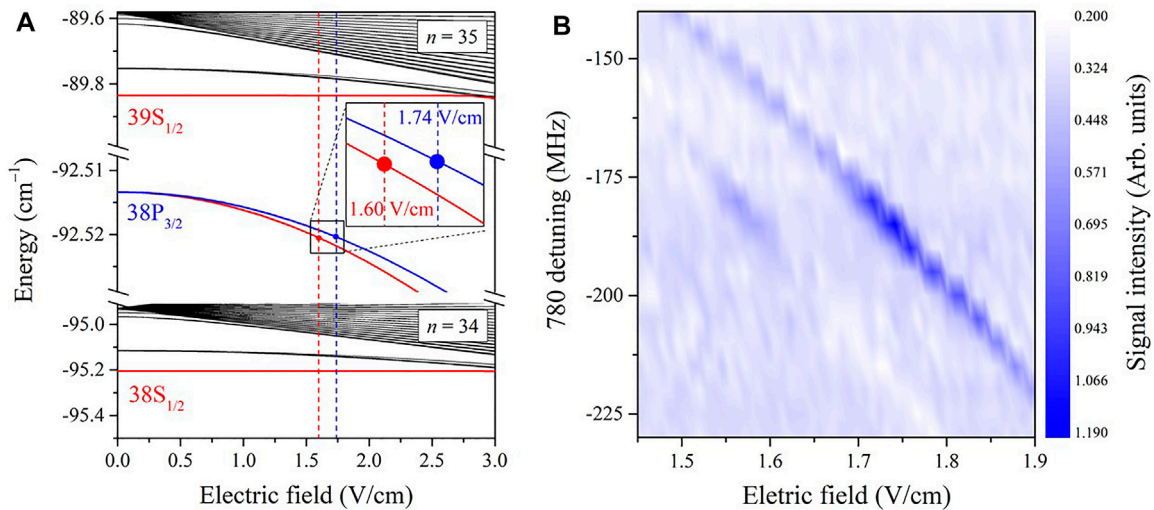 A
-89.6
-89.8
n = 35
39S1/2
1.74 V/cm
1.60 V/cm
-92.51
-92.52
38P3/2
Energy (cm−1)
-95.0
-95.2
-95.4
n = 34
38S1/2
0.0 0.5 1.0 1.5 2.0 2.5 3.0
Electric field (V/cm)
B
-150
-175
-200
-225
780 detuning (MHz)
1.5 1.6 1.7 1.8 1.9
Eletric field (V/cm)
0.200
0.324
0.448
0.571
0.695
0.819
0.943
1.066
1.190
Signal intensity (Arb. units)